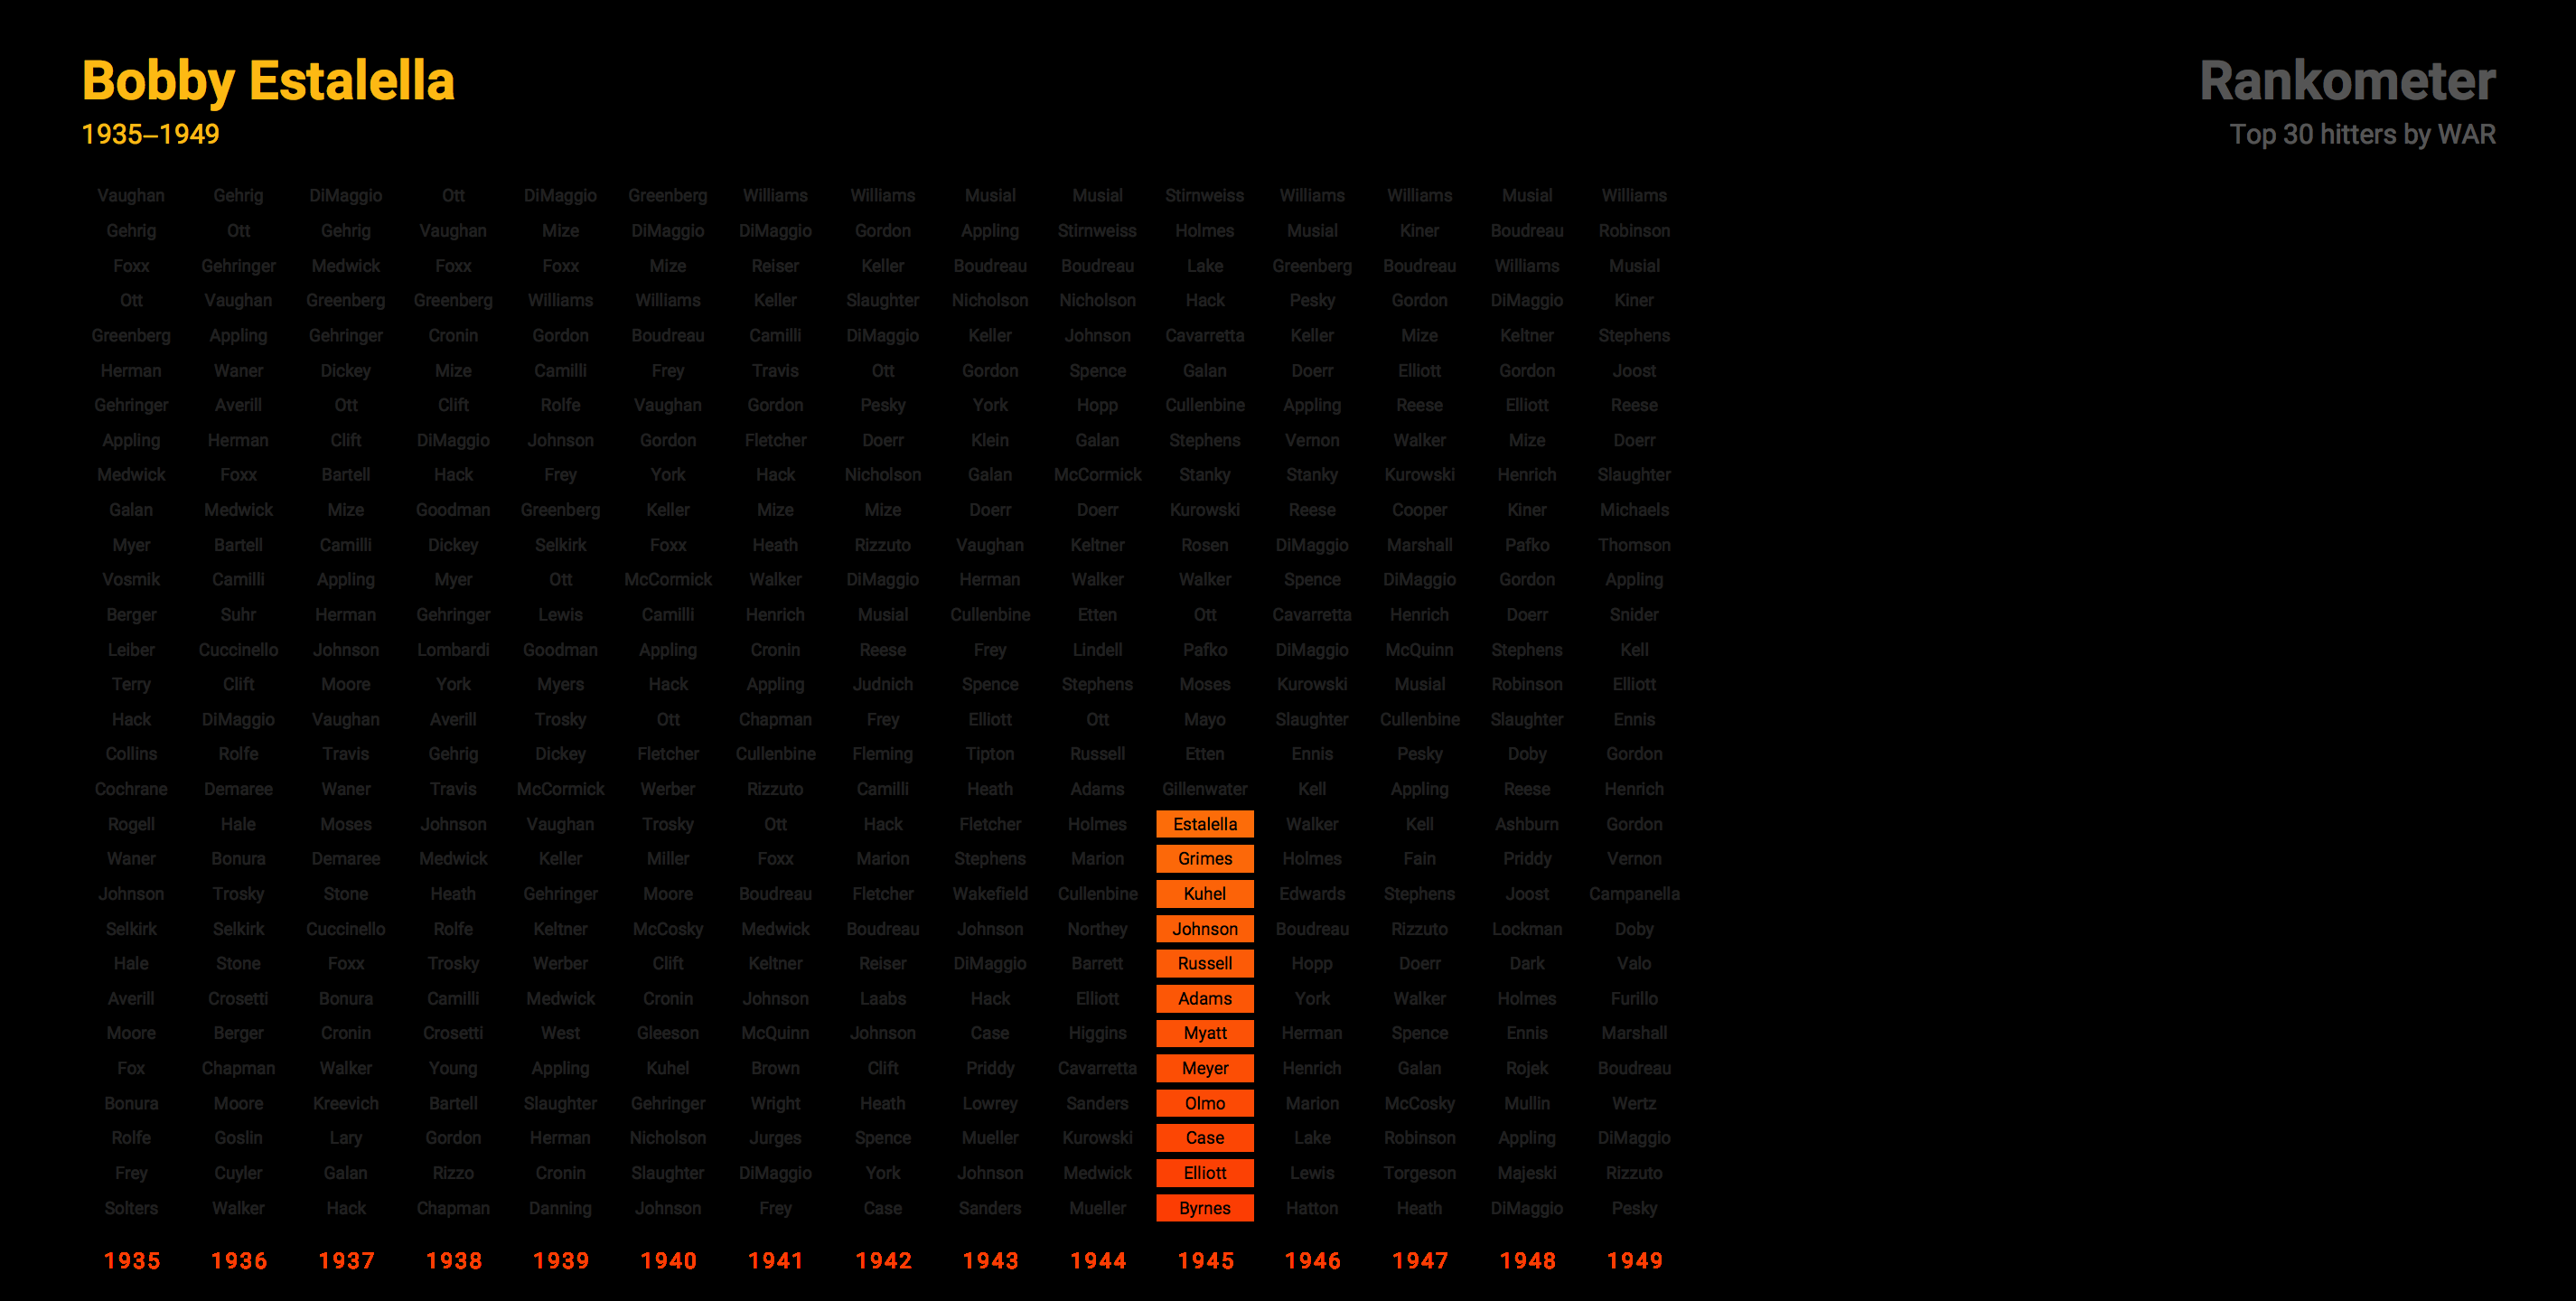 Bobby Estalella
1935–1949
Rankometer
Top 30 hitters by WAR
Vaughan Gehrig DiMaggio Ott DiMaggio Greenberg Williams Williams Musial Musial Stirnweiss Williams Williams Musial Williams
Gehrig Ott Gehrig Vaughan Mize DiMaggio DiMaggio Gordon Appling Stirnweiss Holmes Musial Kiner Boudreau Robinson
Foxx Gehringer Medwick Foxx Foxx Mize Reiser Keller Boudreau Boudreau Lake Greenberg Boudreau Williams Musial
Ott Vaughan Greenberg Greenberg Williams Williams Keller Slaughter Nicholson Nicholson Hack Pesky Gordon DiMaggio Kiner
Greenberg Appling Gehringer Cronin Gordon Boudreau Camilli DiMaggio Keller Johnson Cavarretta Keller Mize Keltner Stephens
Herman Waner Dickey Mize Camilli Frey Travis Ott Gordon Spence Galan Doerr Elliott Gordon Joost
Gehringer Averill Ott Clift Rolfe Vaughan Gordon Pesky York Hopp Cullenbine Appling Reese Elliott Reese
Appling Herman Clift DiMaggio Johnson Gordon Fletcher Doerr Klein Galan Stephens Vernon Walker Mize Doerr
Medwick Foxx Bartell Hack Frey York Hack Nicholson Galan McCormick Stanky Stanky Kurowski Henrich Slaughter
Galan Medwick Mize Goodman Greenberg Keller Mize Mize Doerr Doerr Kurowski Reese Cooper Kiner Michaels
Myer Bartell Camilli Dickey Selkirk Foxx Heath Rizzuto Vaughan Keltner Rosen DiMaggio Marshall Pafko Thomson
Vosmik Camilli Appling Myer Ott McCormick Walker DiMaggio Herman Walker Walker Spence DiMaggio Gordon Appling
Berger Suhr Herman Gehringer Lewis Camilli Henrich Musial Cullenbine Etten Ott Cavarretta Henrich Doerr Snider
Leiber Cuccinello Johnson Lombardi Goodman Appling Cronin Reese Frey Lindell Pafko DiMaggio McQuinn Stephens Kell
Terry Clift Moore York Myers Hack Appling Judnich Spence Stephens Moses Kurowski Musial Robinson Elliott
Hack DiMaggio Vaughan Averill Trosky Ott Chapman Frey Elliott Ott Mayo Slaughter Cullenbine Slaughter Ennis
Collins Rolfe Travis Gehrig Dickey Fletcher Cullenbine Fleming Tipton Russell Etten Ennis Pesky Doby Gordon
Cochrane Demaree Waner Travis McCormick Werber Rizzuto Camilli Heath Adams Gillenwater Kell Appling Reese Henrich
Rogell Hale Moses Johnson Vaughan Trosky Ott Hack Fletcher Holmes Estalella Walker Kell Ashburn Gordon
Waner Bonura Demaree Medwick Keller Miller Foxx Marion Stephens Marion Grimes Holmes Fain Priddy Vernon
Johnson Trosky Stone Heath Gehringer Moore Boudreau Fletcher Wakefield Cullenbine Kuhel Edwards Stephens Joost Campanella
Selkirk Selkirk Cuccinello Rolfe Keltner McCosky Medwick Boudreau Johnson Northey Johnson Boudreau Rizzuto Lockman Doby
Hale Stone Foxx Trosky Werber Clift Keltner Reiser DiMaggio Barrett Russell Hopp Doerr Dark Valo
Averill Crosetti Bonura Camilli Medwick Cronin Johnson Laabs Hack Elliott Adams York Walker Holmes Furillo
Moore Berger Cronin Crosetti West Gleeson McQuinn Johnson Case Higgins Myatt Herman Spence Ennis Marshall
Fox Chapman Walker Young Appling Kuhel Brown Clift Priddy Cavarretta Meyer Henrich Galan Rojek Boudreau
Bonura Moore Kreevich Bartell Slaughter Gehringer Wright Heath Lowrey Sanders Olmo Marion McCosky Mullin Wertz
Rolfe Goslin Lary Gordon Herman Nicholson Jurges Spence Mueller Kurowski Case Lake Robinson Appling DiMaggio
Frey Cuyler Galan Rizzo Cronin Slaughter DiMaggio York Johnson Medwick Elliott Lewis Torgeson Majeski Rizzuto
Solters Walker Hack Chapman Danning Johnson Frey Case Sanders Mueller Byrnes Hatton Heath DiMaggio Pesky
1935 1936 1937 1938 1939 1940 1941 1942 1943 1944 1945 1946 1947 1948 1949